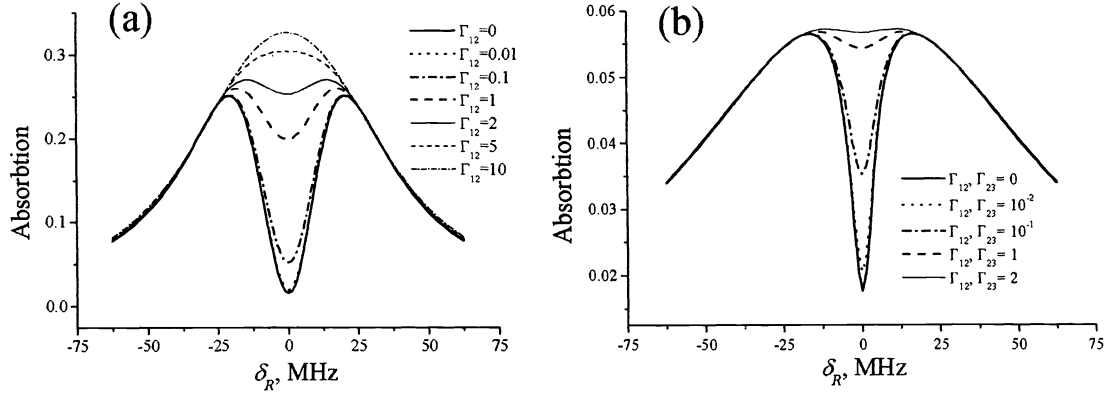 (a)
0.3
0.2
0.1
0.0
Absorbtion
-75
-50
-25
0
25
50
75
δR, MHz
Γ12=0
Γ12=0.01
Γ12=0.1
Γ12=1
Γ12=2
Γ12=5
Γ12=10
(b)
0.06
0.05
0.04
0.03
0.02
Absorbtion
-75
-50
-25
0
25
50
75
δR, MHz
Γ12, Γ23= 0
Γ12, Γ23= 10-2
Γ12, Γ23= 10-1
Γ12, Γ23= 1
Γ12, Γ23= 2